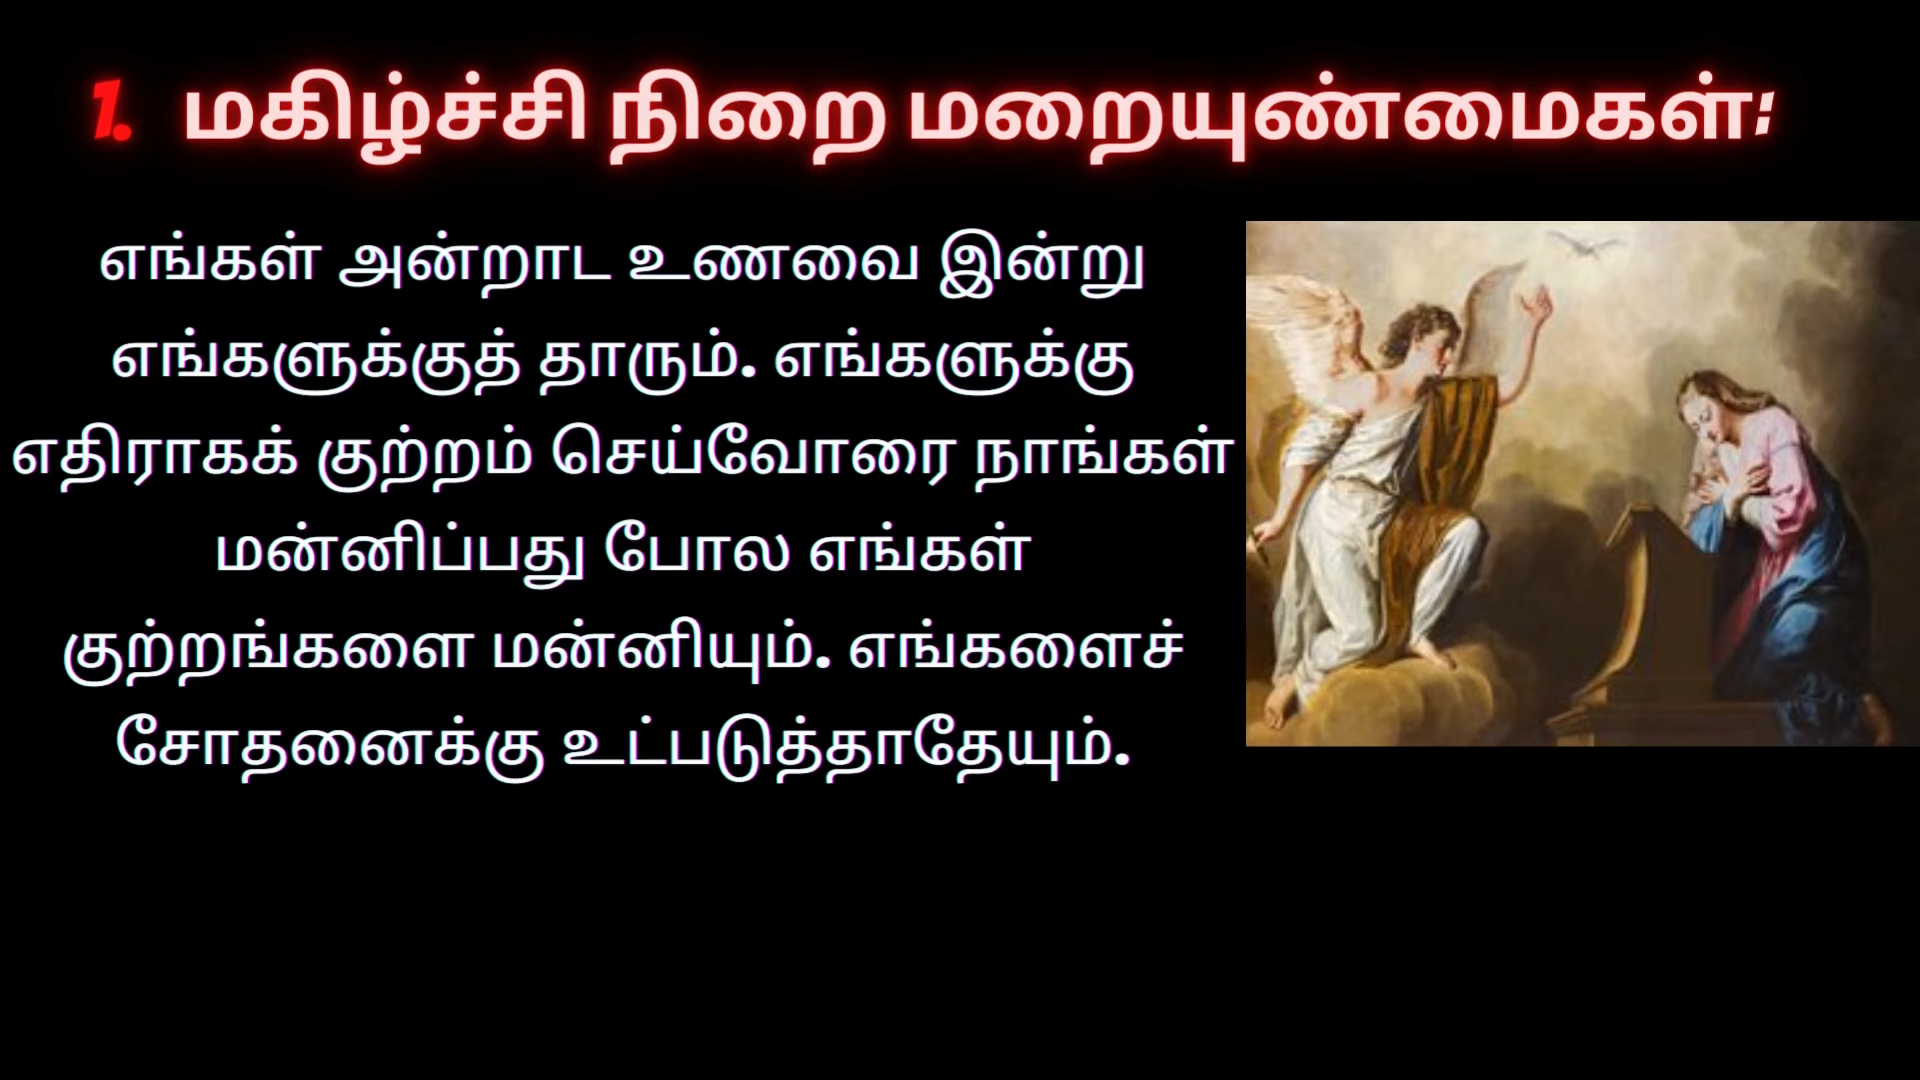 1. மகிழ்ச்சி நிறை மறையுண்மைகள்:
எங்கள் அன்றாட உணவை இன்று
எங்களுக்குத் தாரும். எங்களுக்கு
எதிராகக் குற்றம் செய்வோரை நாங்கள்
மன்னிப்பது போல எங்கள்
குற்றங்களை மன்னியும். எங்களைச்
சோதனைக்கு உட்படுத்தாதேயும்.